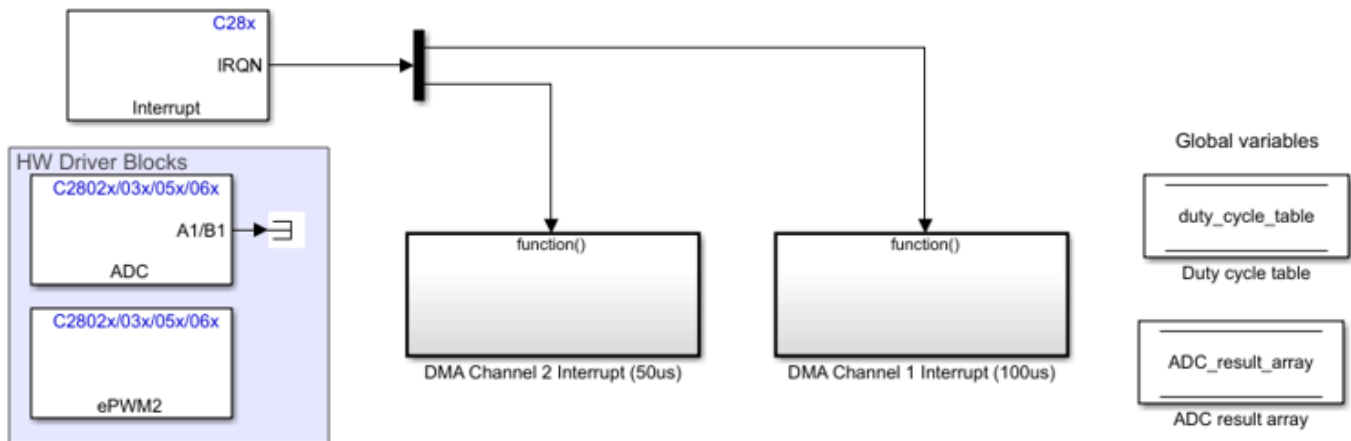 C28x
IRQN
Interrupt
HW Driver Blocks
C2802x/03x/05x/06x
A1/B1
ADC
C2802x/03x/05x/06x
ePWM2
function()
DMA Channel 2 Interrupt (50us)
function()
DMA Channel 1 Interrupt (100us)
Global variables
duty_cycle_table
Duty cycle table
ADC_result_array
ADC result array